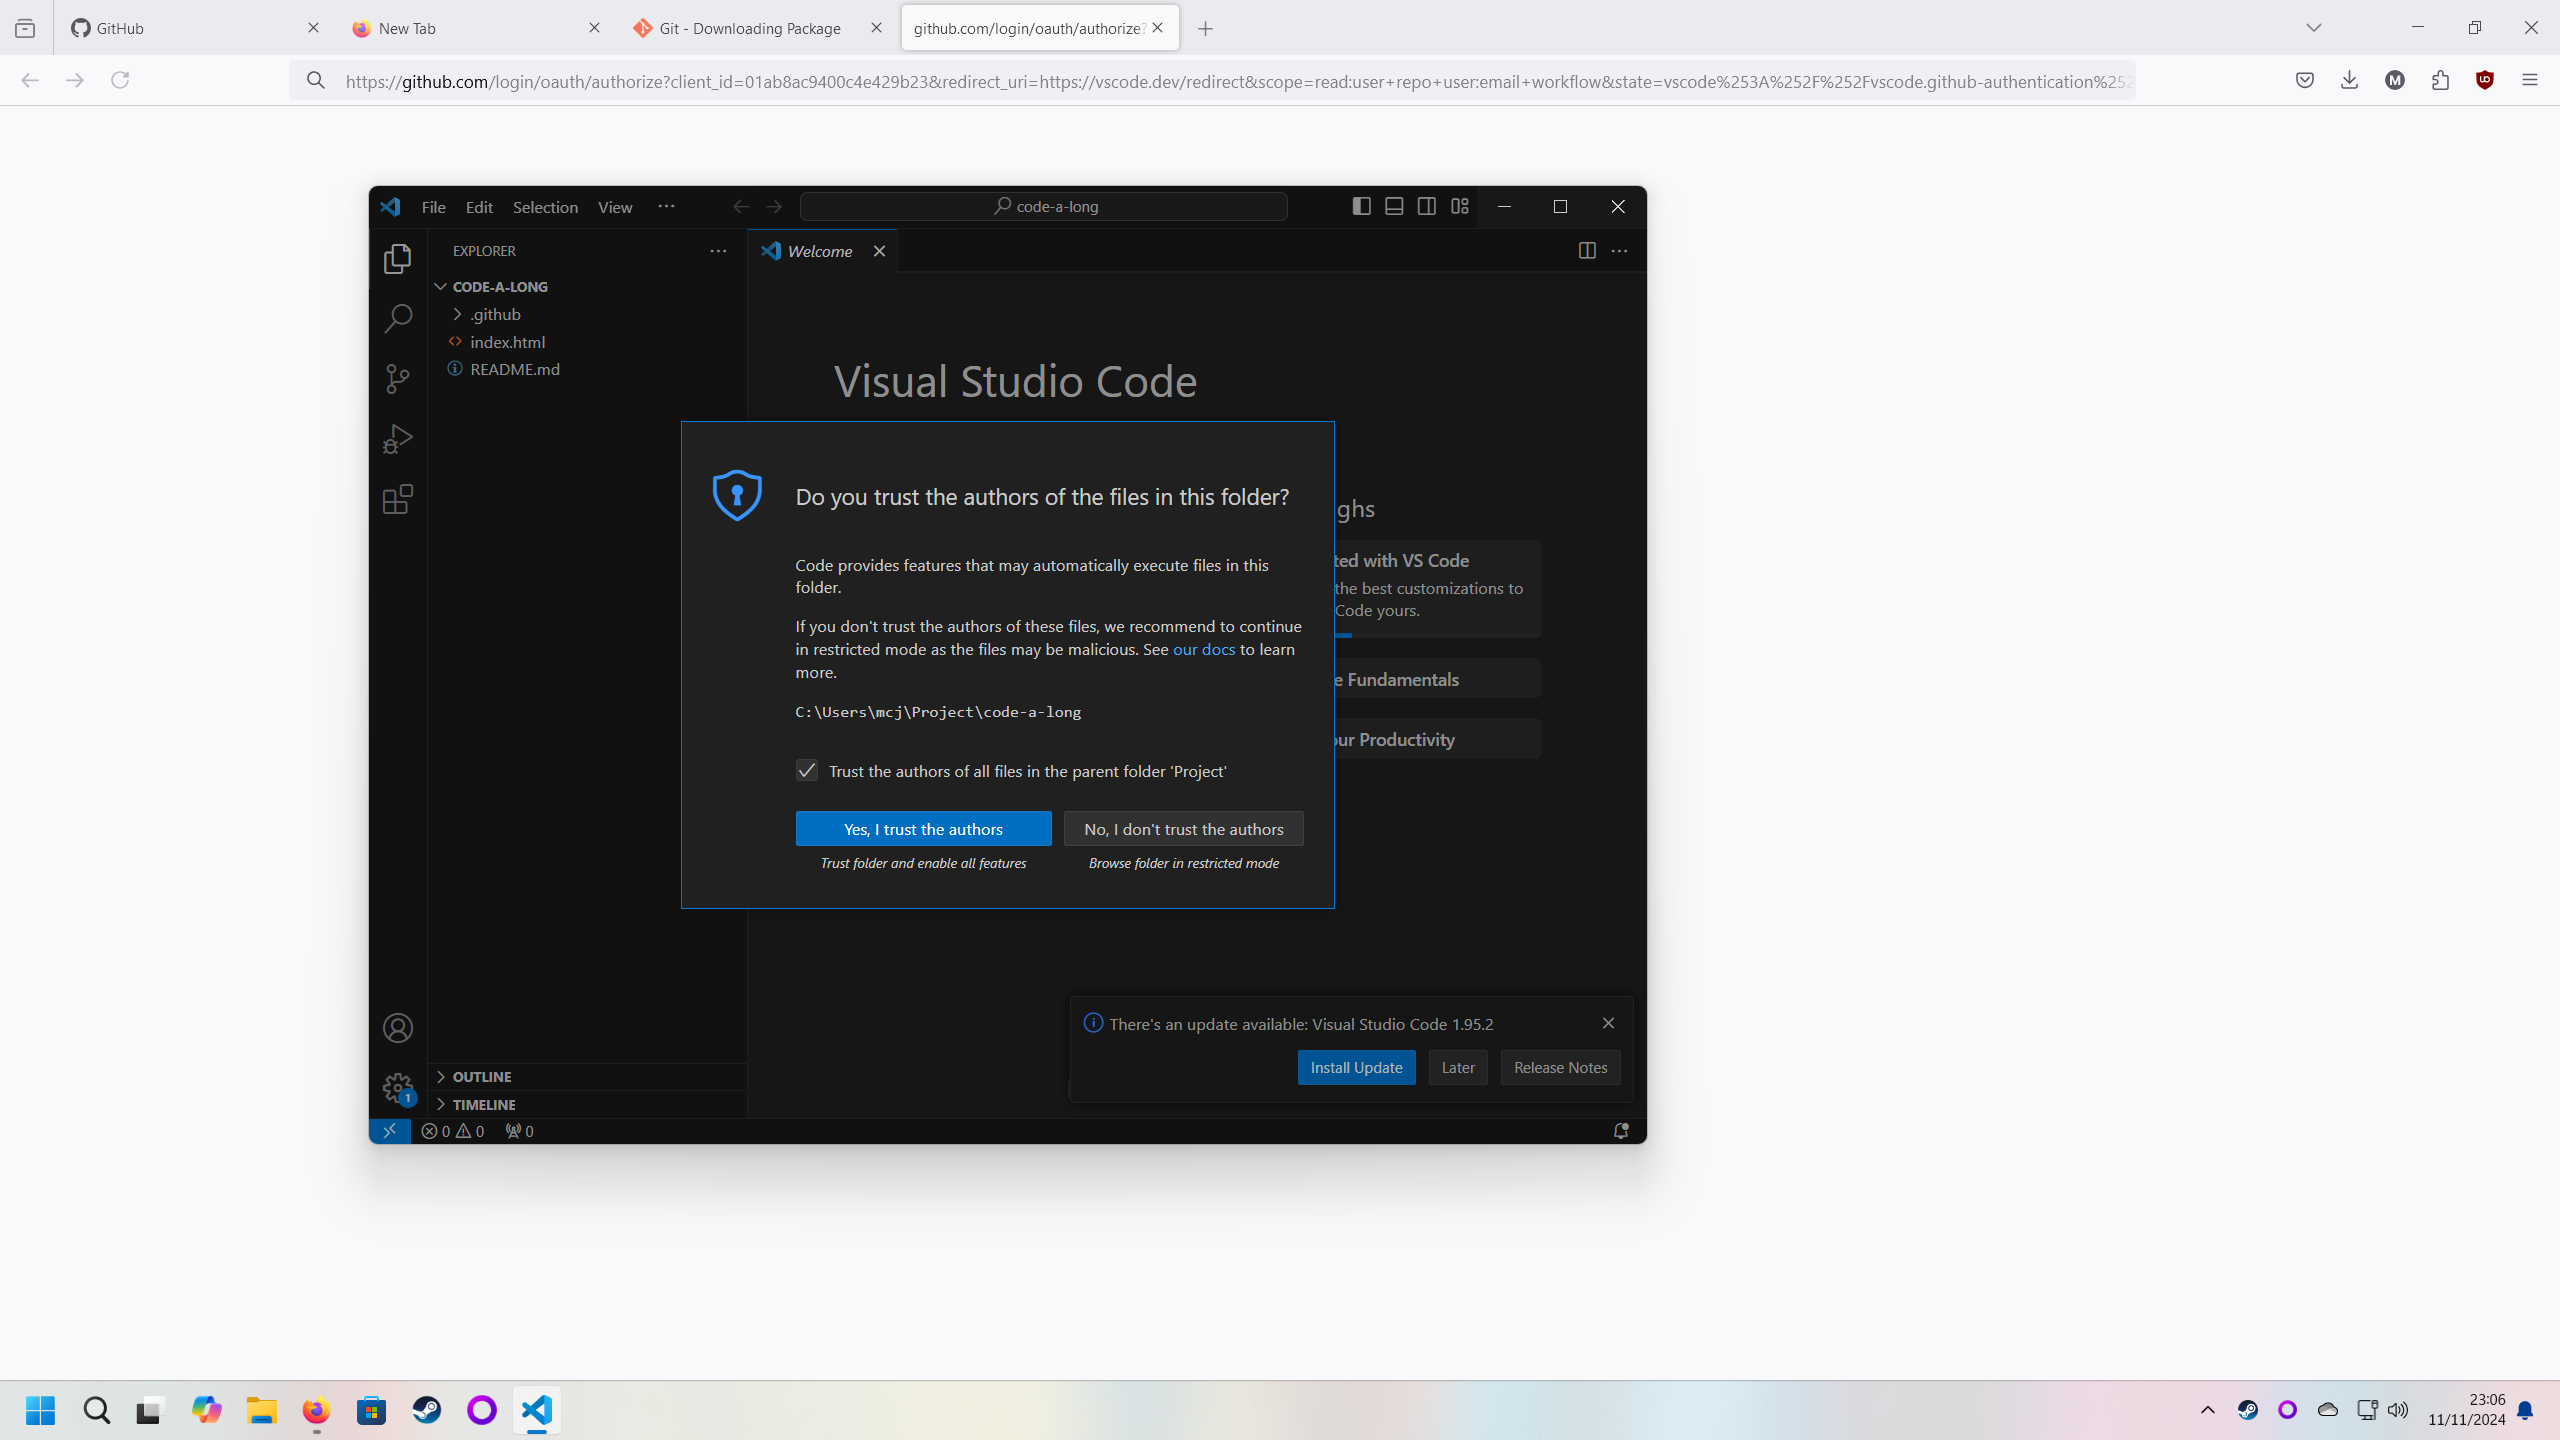 GitHub
New Tab
Git - Downloading Package
github.com/login/oauth/authorize?
https://github.com/login/oauth/authorize?client_id=01ab8ac9400c4e429b23&redirect_uri=https://vscode.dev/redirect&scope=read:user+repo+user:email+workflow&state=vscode%253A%252F%252Fvscode.github-authentication%252
M
File Edit Selection View
code-a-long
EXPLORER
Welcome
CODE-A-LONG
.github
index.html
README.md
Visual Studio Code
Do you trust the authors of the files in this folder?
ghs
Code provides features that may automatically execute files in this
folder.
ted with VS Code
the best customizations to
Code yours.
If you don't trust the authors of these files, we recommend to continue
in restricted mode as the files may be malicious. See our docs to learn
more.
e Fundamentals
C:\Users\mcj\Project\code-a-long
our Productivity
Trust the authors of all files in the parent folder 'Project'
Yes, I trust the authors
No, I don't trust the authors
Trust folder and enable all features
Browse folder in restricted mode
There's an update available: Visual Studio Code 1.95.2
Install Update
Later
Release Notes
1
OUTLINE
TIMELINE
0 0 0
23:06
11/11/2024